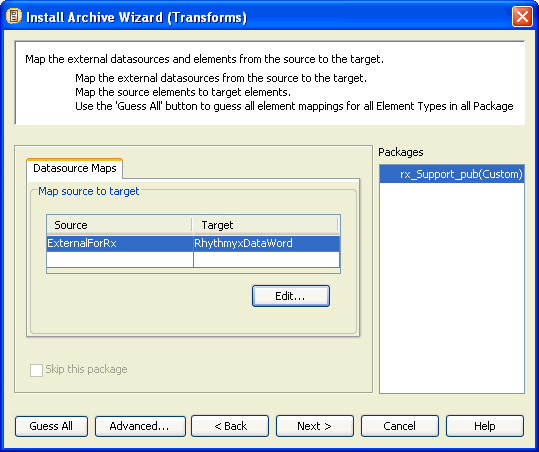 Install Archive Wizard (Transforms)
Map the external datasources and elements from the source to the target.
Map the external datasources from the source to the target.
Map the source elements to target elements.
Use the 'Guess All' button to guess all element mappings for all Element Types in all Package
Datasource Maps
Map source to target
Source Target
ExternalForRx RhythmyxDataWord
Edit...
Skip this package
Packages
rx_Support_pub(Custom)
Guess All Advanced... < Back Next > Cancel Help